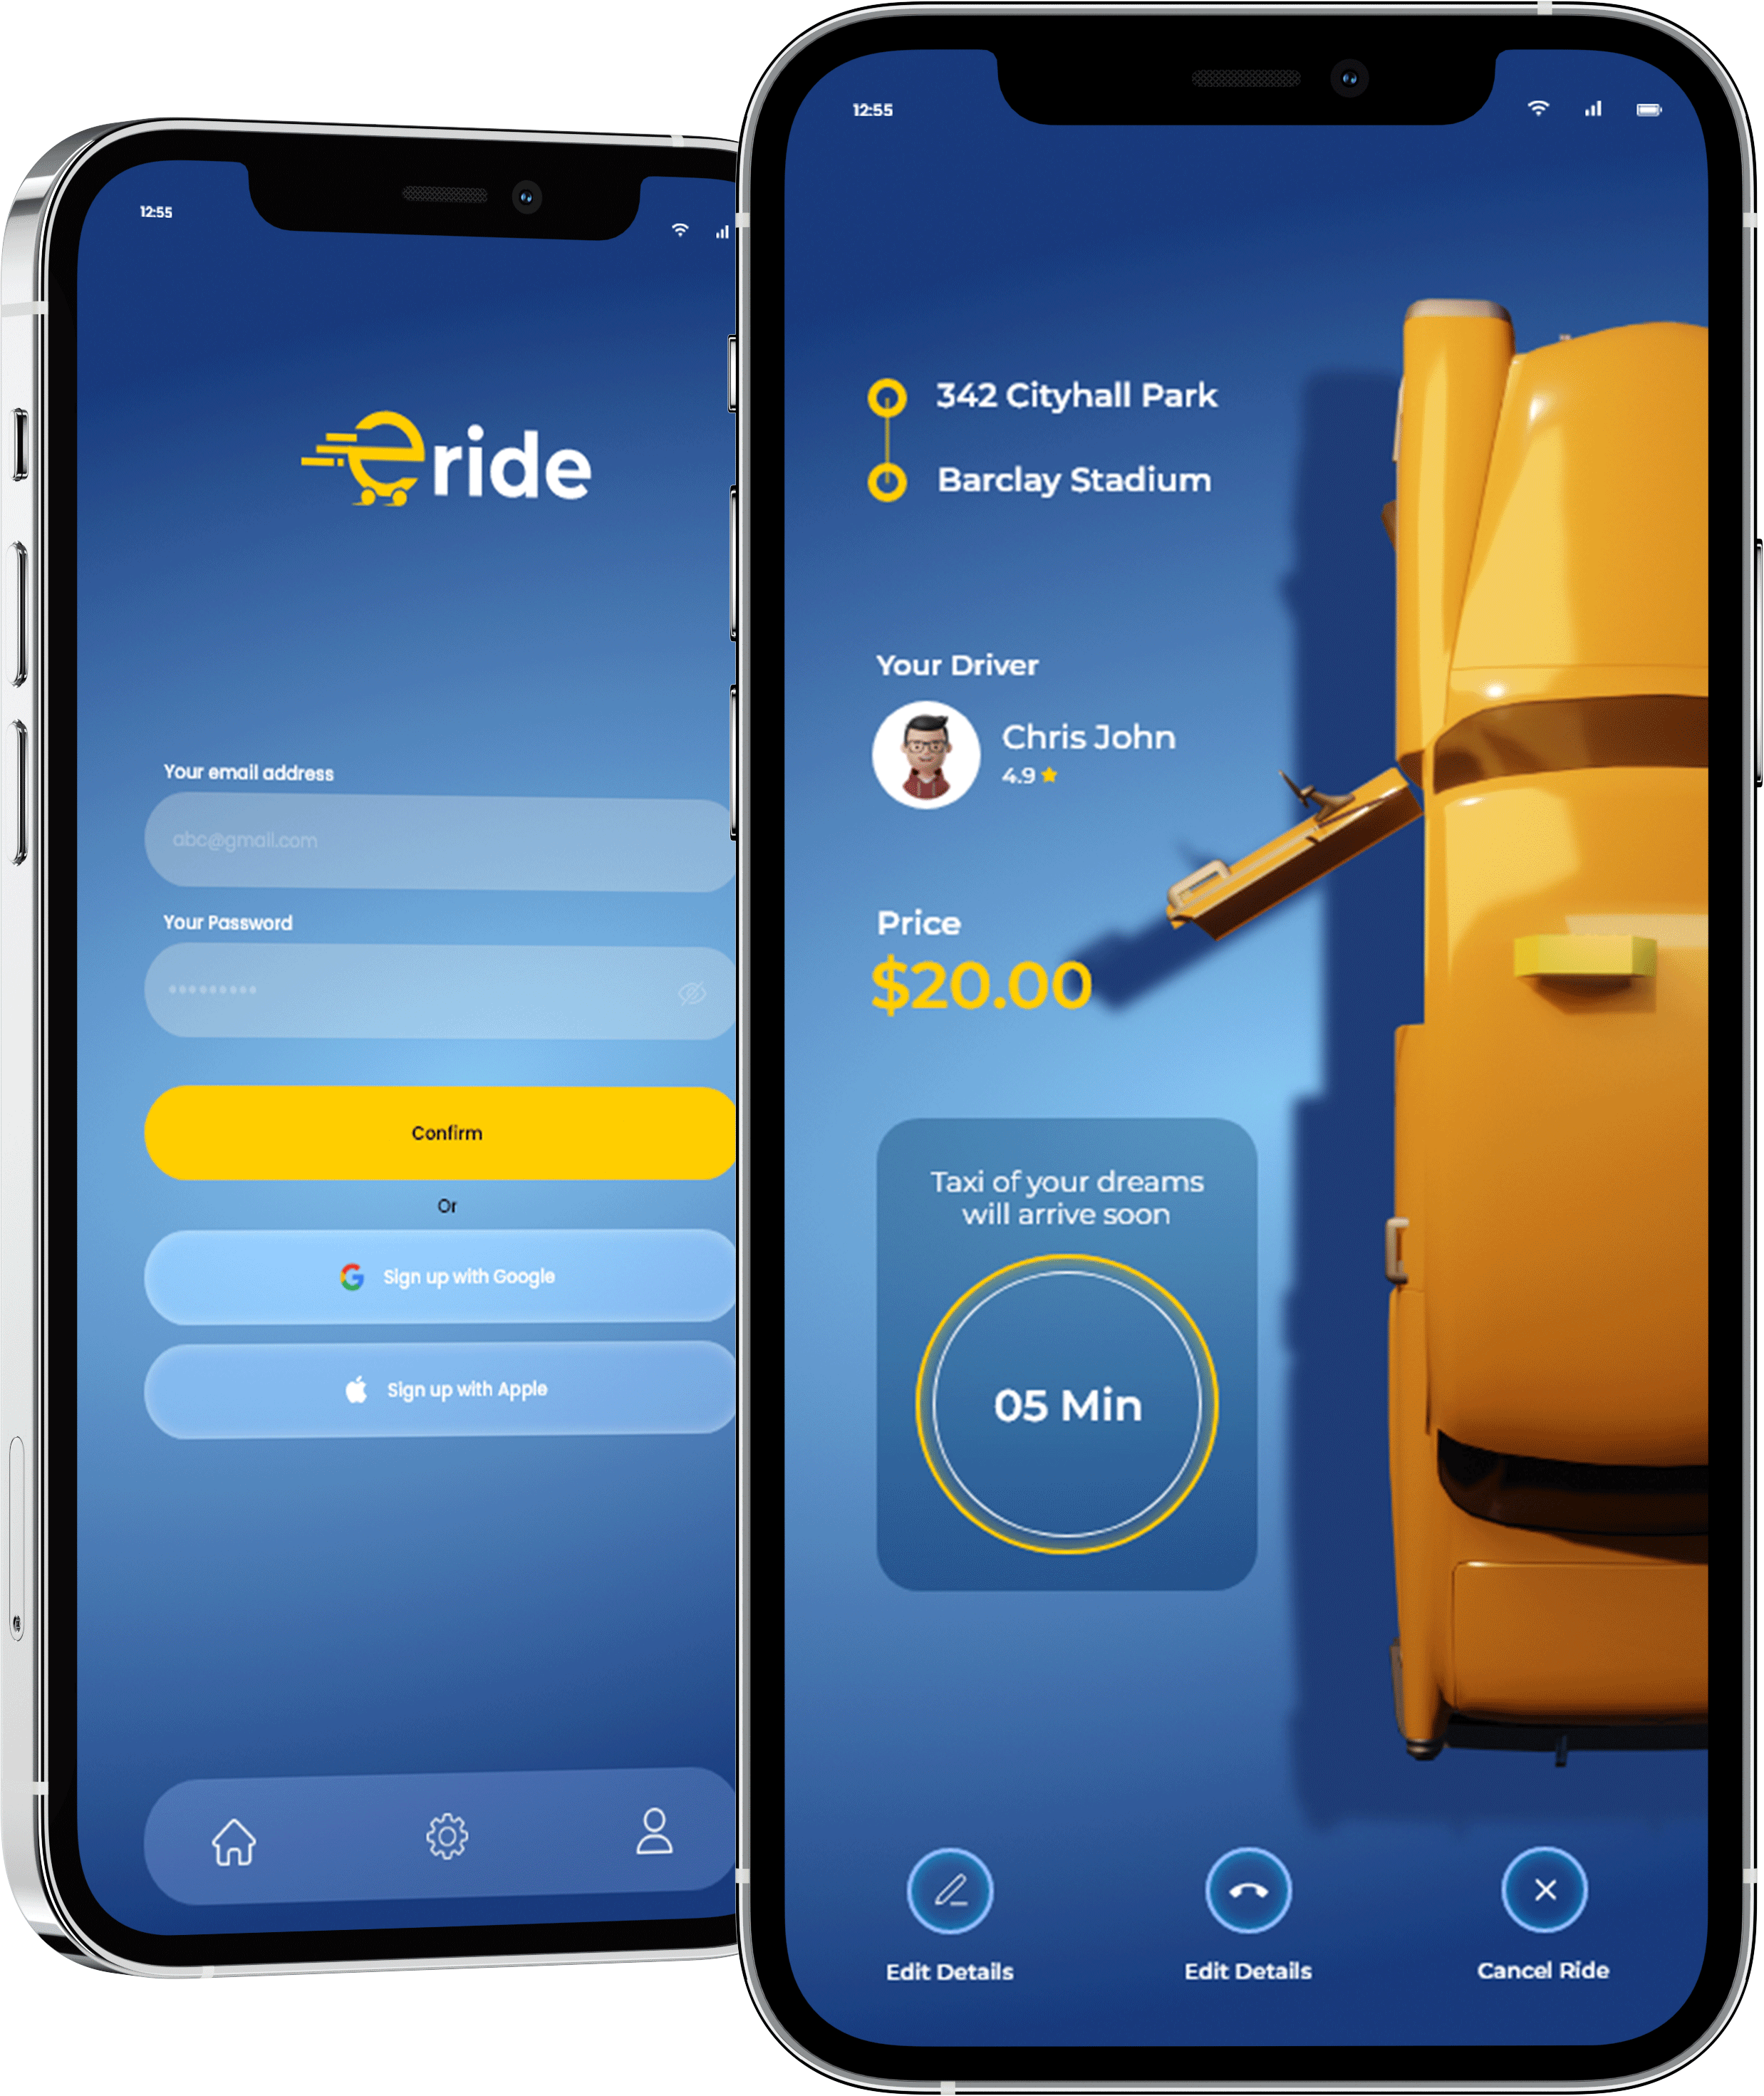 12:55
eride
Your email address
abc@gmail.com
Your Password
Confirm
Or
Sign up with Google
Sign up with Apple
12:55
342 Cityhall Park
Barclay Stadium
Your Driver
Chris John
4.9
Price
$20.00
Taxi of your dreams
will arrive soon
05 Min
Edit Details
Edit Details
Cancel Ride